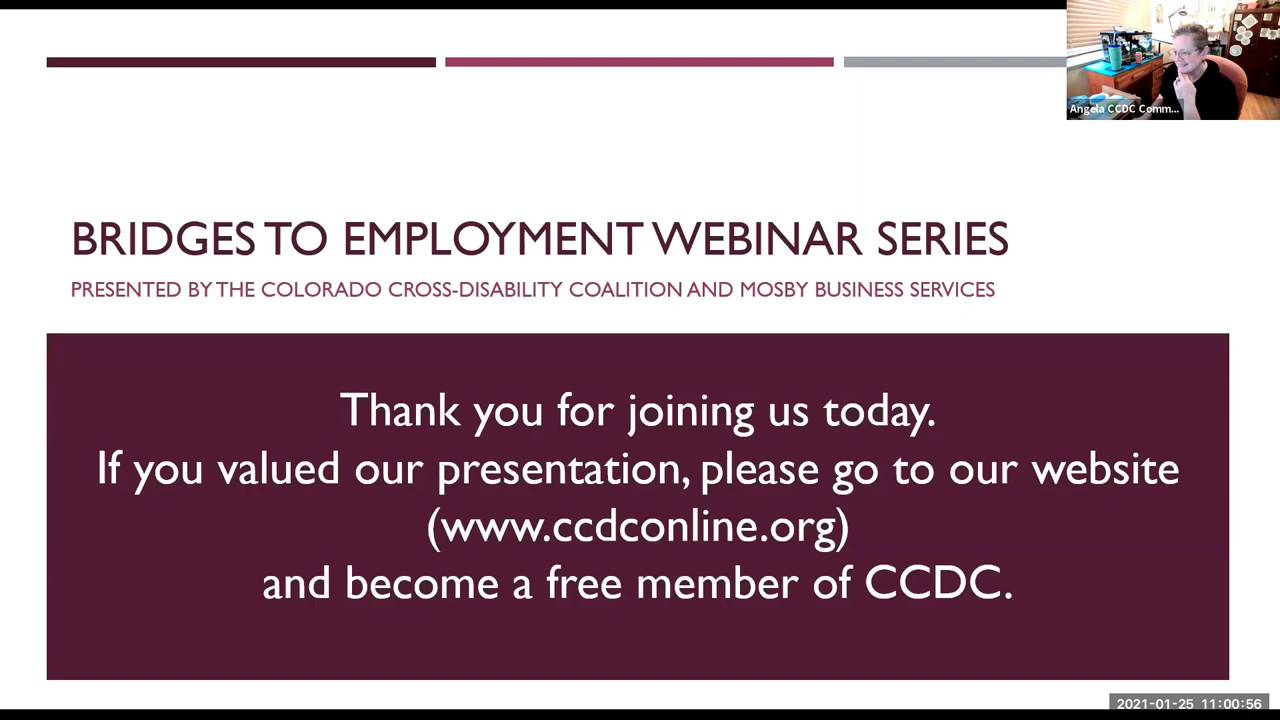 Angela CCDC Comm...
BRIDGES TO EMPLOYMENT WEBINAR SERIES
PRESENTED BY THE COLORADO CROSS-DISABILITY COALITION AND MOSBY BUSINESS SERVICES
Thank you for joining us today.
If you valued our presentation, please go to our website
(www.ccdconline.org)
and become a free member of CCDC.
2021-01-25 11:00:56